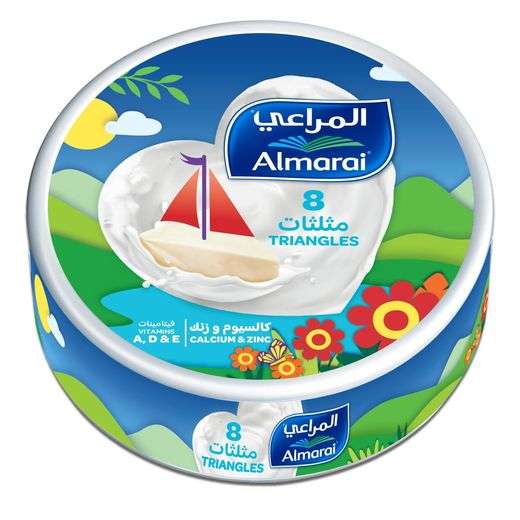 المراعي
Almarai
8
مثلثات
TRIANGLES
فيتامينات
VITAMINS
A, D & E
كالسيوم و زنك
CALCIUM & ZINC
8
مثلثات
TRIANGLES
المراعي
Almarai